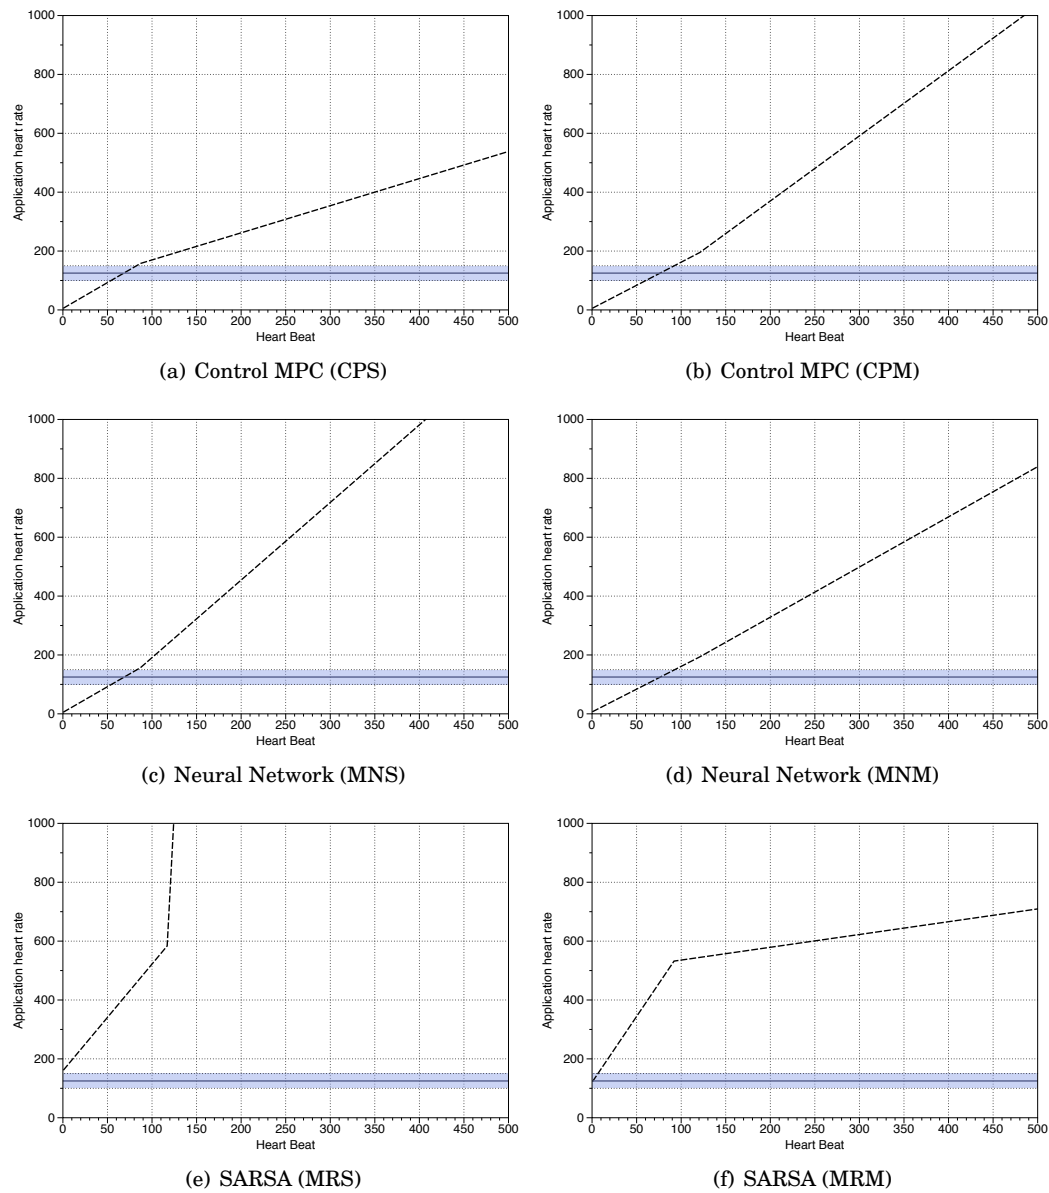 1000
800
600
400
200
0
Application heart rate
0 50 100 150 200 250 300 350 400 450 500
Heart Beat
(a) Control MPC (CPS)
1000
800
600
400
200
0
Application heart rate
0 50 100 150 200 250 300 350 400 450 500
Heart Beat
(b) Control MPC (CPM)
1000
800
600
400
200
0
Application heart rate
0 50 100 150 200 250 300 350 400 450 500
Heart Beat
(c) Neural Network (MNS)
1000
800
600
400
200
0
Application heart rate
0 50 100 150 200 250 300 350 400 450 500
Heart Beat
(d) Neural Network (MNM)
1000
800
600
400
200
0
Application heart rate
0 50 100 150 200 250 300 350 400 450 500
Heart Beat
(e) SARSA (MRS)
1000
800
600
400
200
0
Application heart rate
0 50 100 150 200 250 300 350 400 450 500
Heart Beat
(f) SARSA (MRM)